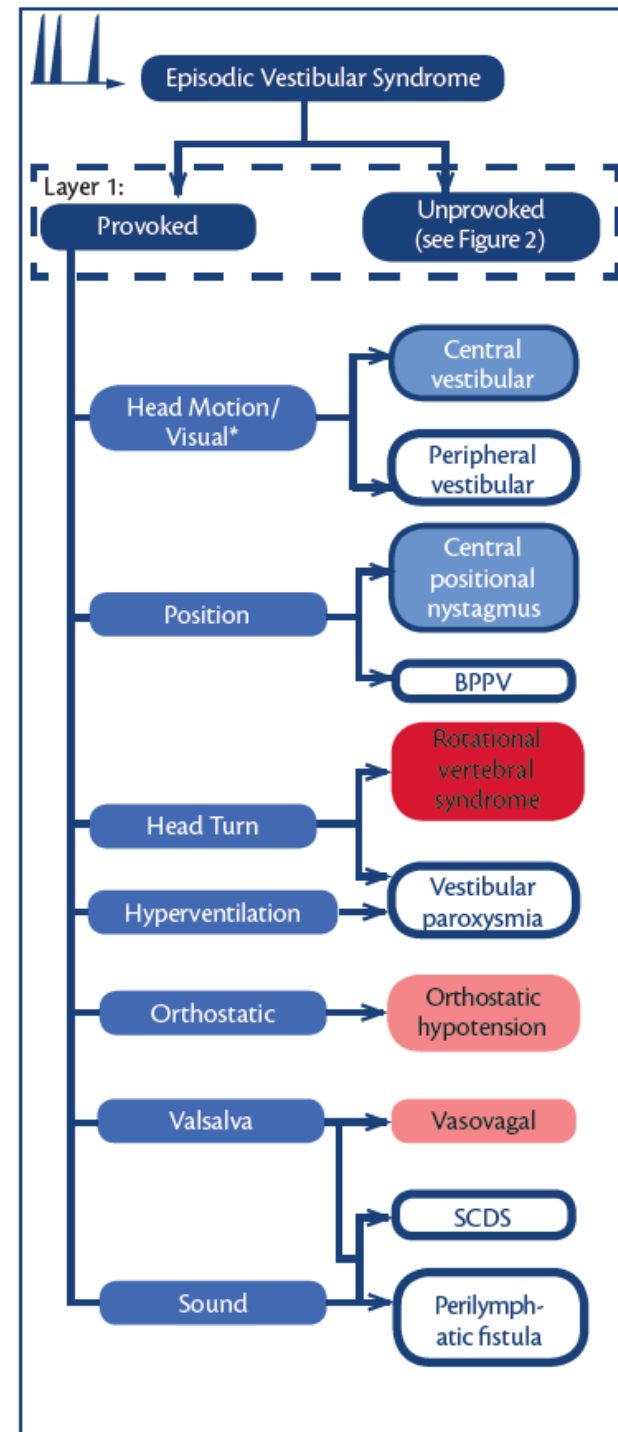 Episodic Vestibular Syndrome
Layer 1:
Provoked
Unprovoked
(see Figure 2)
Head Motion/
Visual*
Central
vestibular
Peripheral
vestibular
Position
Central
positional
nystagmus
BPPV
Head Turn
Rotational
vertebral
syndrome
Hyperventilation
Vestibular
paroxysmia
Orthostatic
Orthostatic
hypotension
Valsalva
Vasovagal
SCDS
Sound
Perilymph-
atic fistula